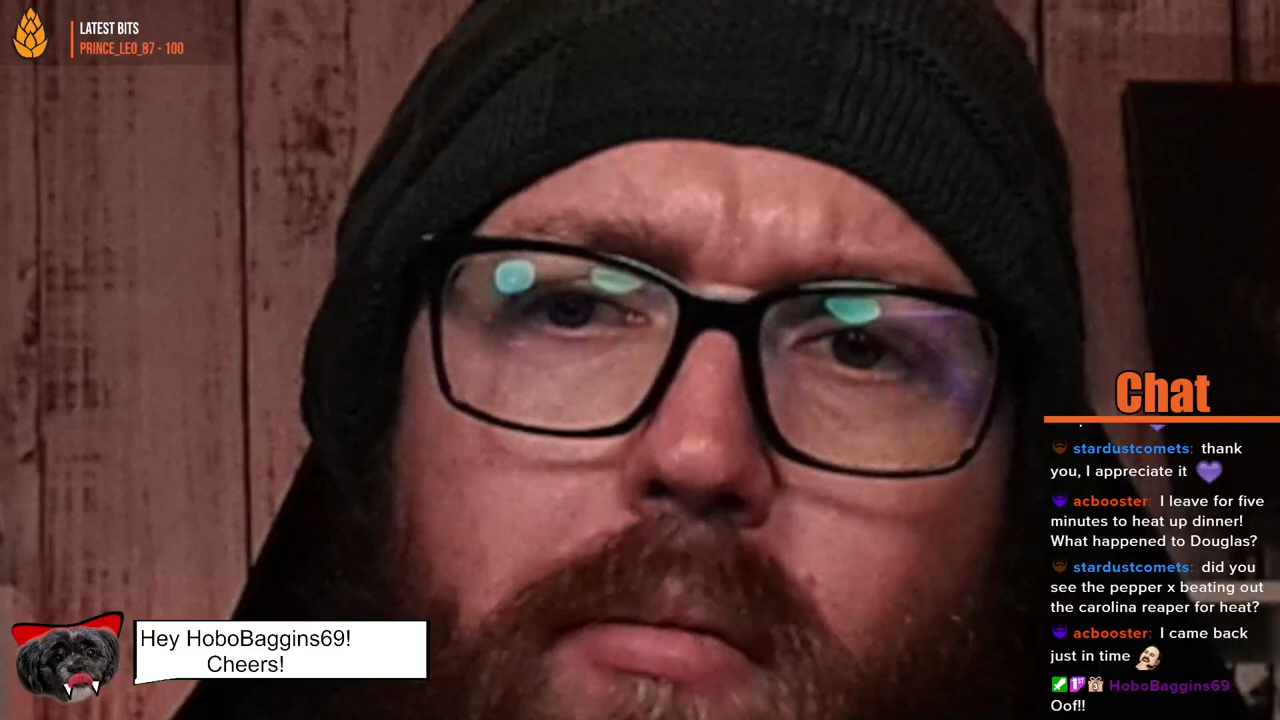 LATEST BITS
PRINCE_LEO_87 - 100
Chat
stardustcomets: thank
you, I appreciate it
acbooster: I leave for five
minutes to heat up dinner!
What happened to Douglas?
stardustcomets: did you
see the pepper x beating out
the carolina reaper for heat?
acbooster: I came back
just in time
1ST 3 HoboBaggins69
Oof!!
Hey HoboBaggins69!
Cheers!